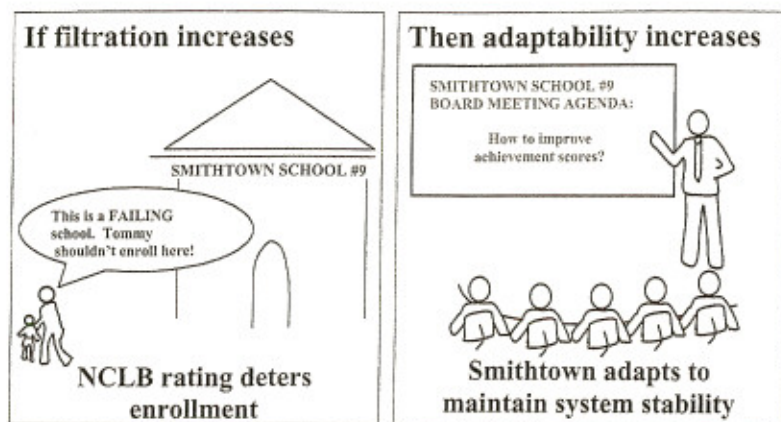 If filtration increases
SMITHTOWN SCHOOL #9
This is a FAILING
school. Tommy
shouldn't enroll here!
NCLB rating deters
enrollment
Then adaptability increases
SMITHTOWN SCHOOL #9
BOARD MEETING AGENDA:
How to improve
achievement scores?
Smithtown adapts to
maintain system stability